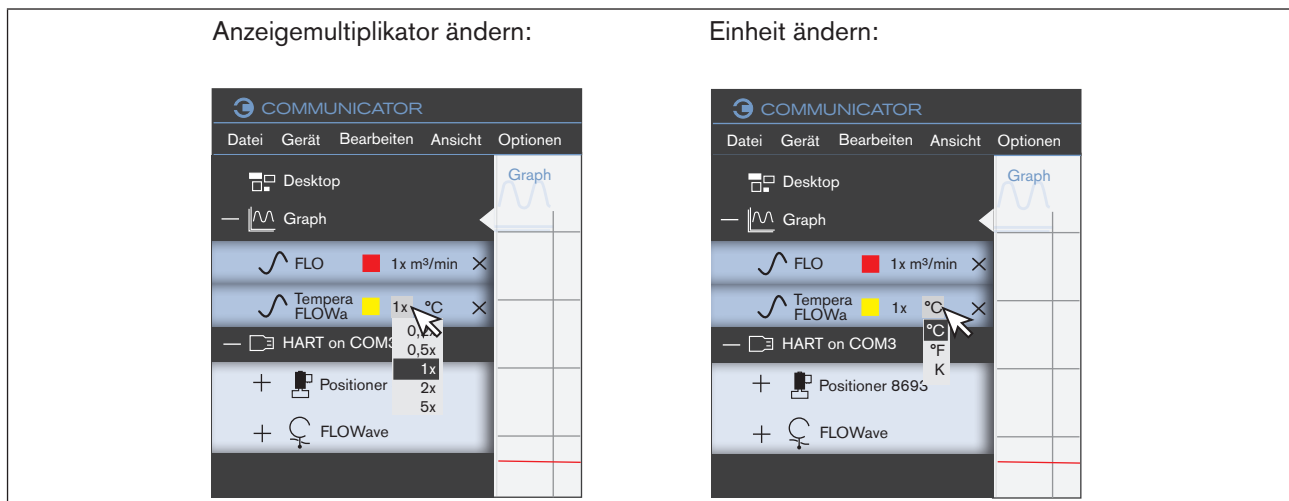 Anzeigemultiplikator ändern:
COMMUNICATOR
Datei Gerät Bearbeiten Ansicht Optionen
Desktop
Graph
Graph
FLO 1x m³/min
Tempera 1x °C
FLOWa
0,5x
HART on COM3
1x
Positioner
2x
5x
FLOWave
Einheit ändern:
COMMUNICATOR
Datei Gerät Bearbeiten Ansicht Optionen
Desktop
Graph
Graph
FLO 1x m³/min
Tempera 1x °C
FLOWa
°C
HART on COM3
°F
K
Positioner 8693
FLOWave